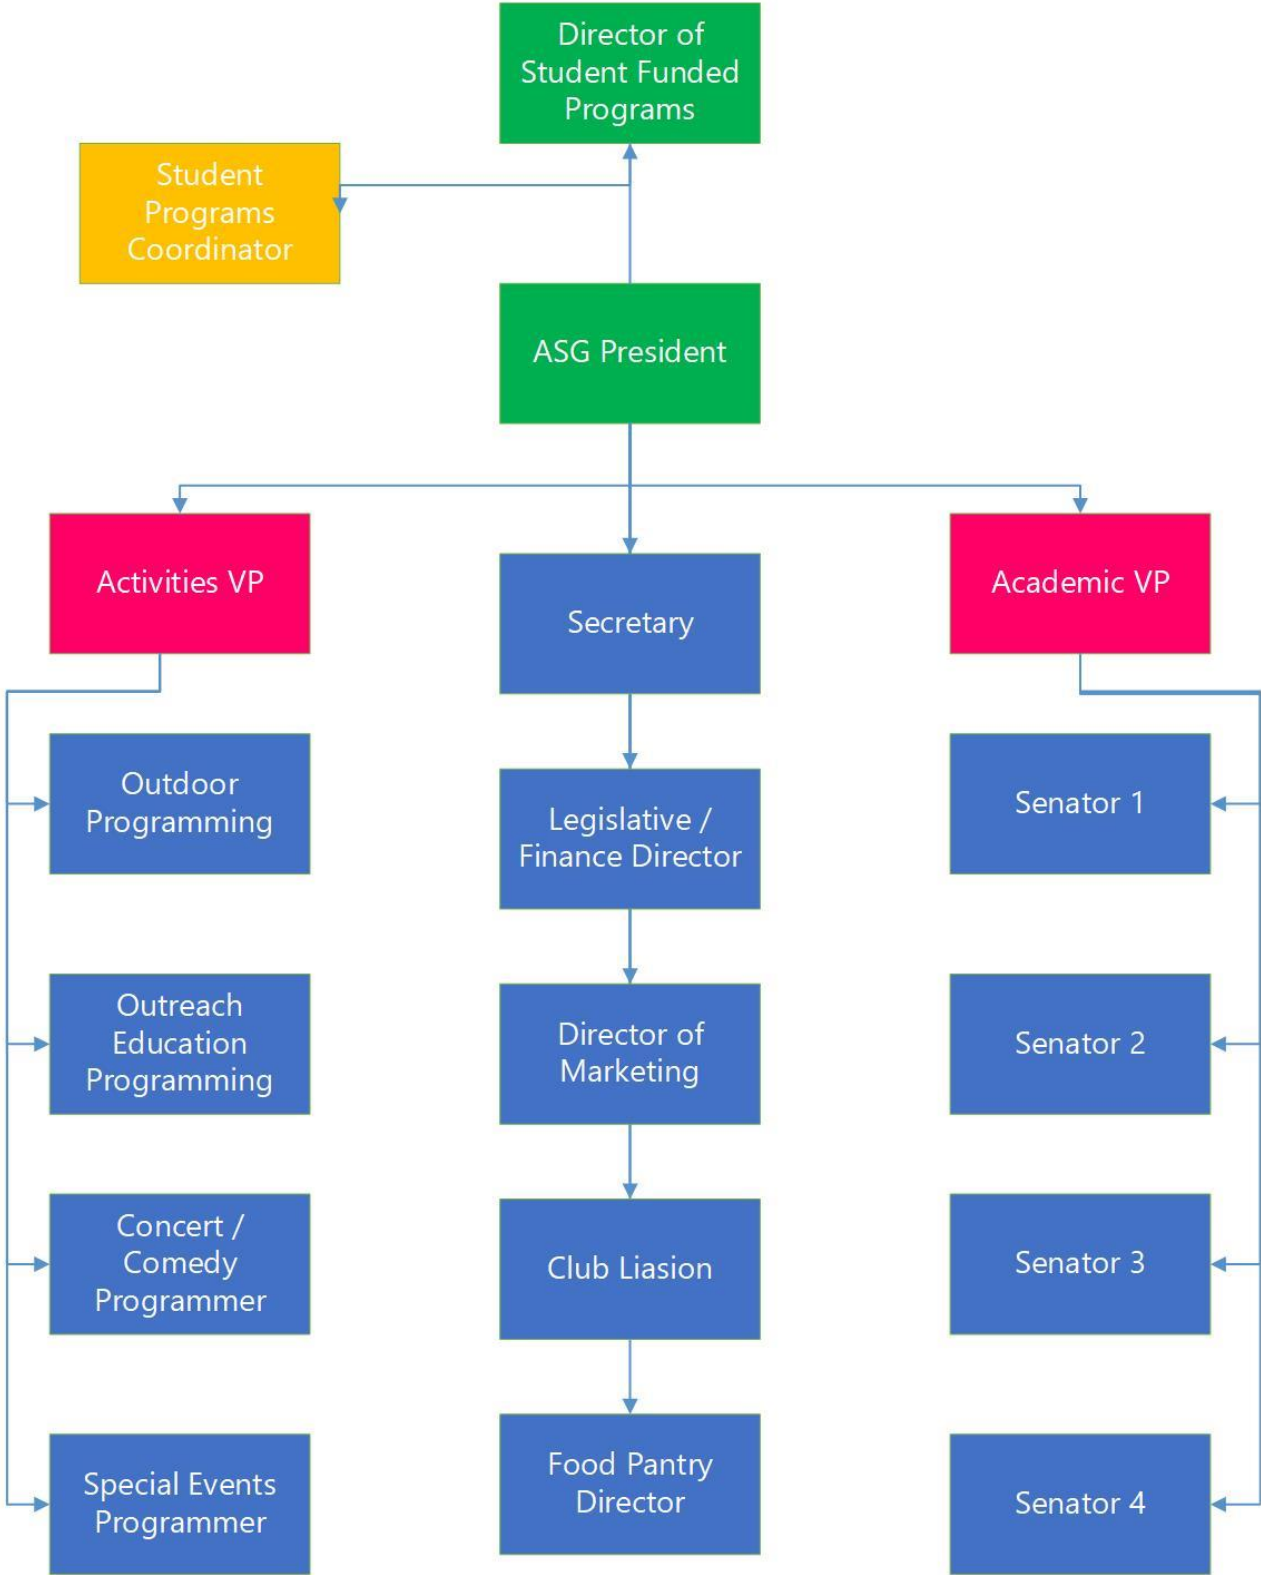 Director of
Student Funded
Programs
Student
Programs
Coordinator
ASG President
Activities VP
Secretary
Academic VP
Outdoor
Programming
Legislative /
Finance Director
Senator 1
Outreach
Education
Programming
Director of
Marketing
Senator 2
Concert /
Comedy
Programmer
Club Liasion
Senator 3
Special Events
Programmer
Food Pantry
Director
Senator 4